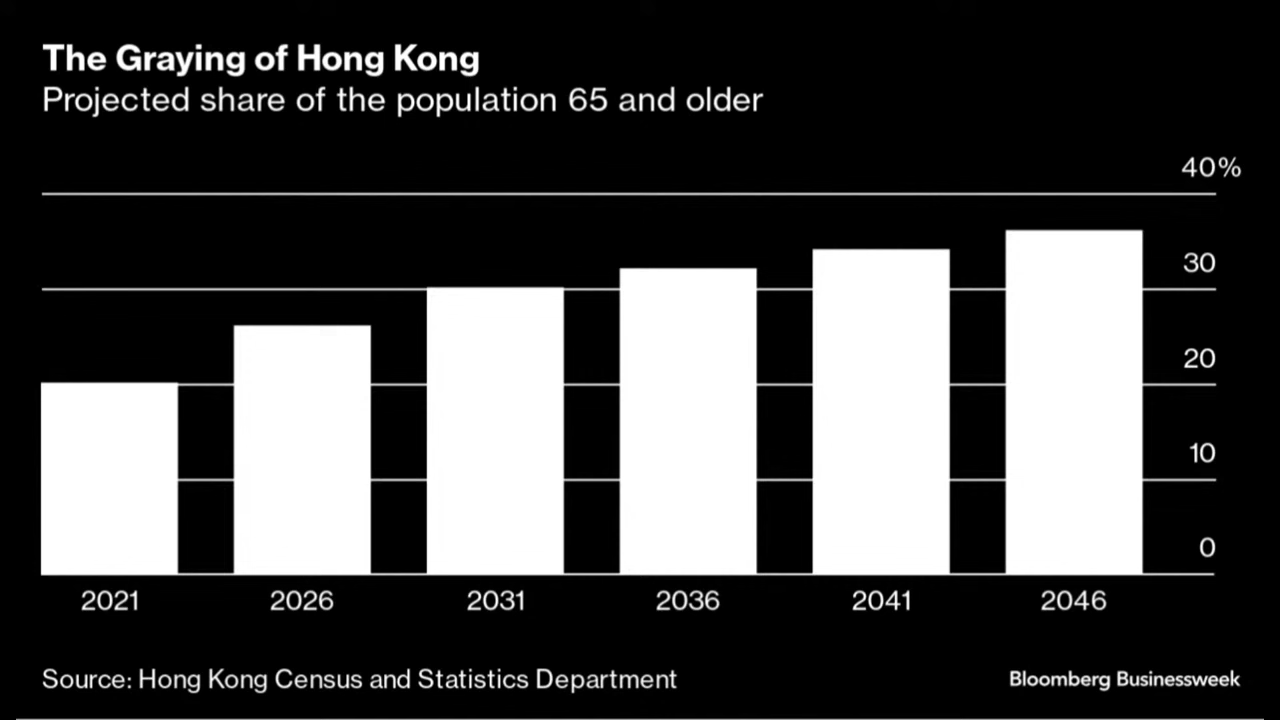 The Graying of Hong Kong
Projected share of the population 65 and older
40%
30
20
10
0
2021 2026 2031 2036 2041 2046
Source: Hong Kong Census and Statistics Department
Bloomberg Businessweek